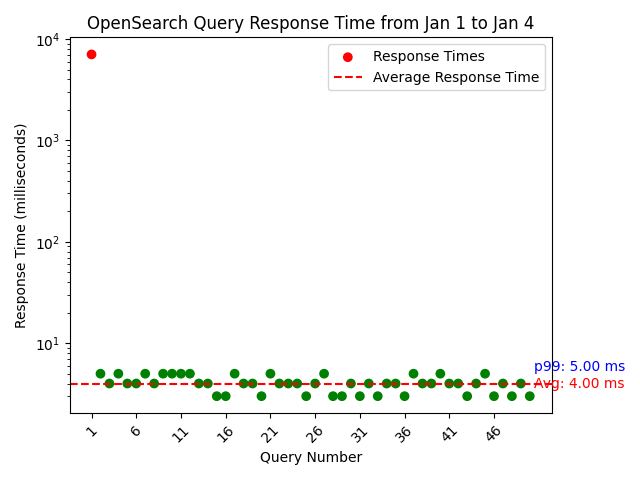 OpenSearch Query Response Time from Jan 1 to Jan 4
Response Times
Average Response Time
Response Time (milliseconds)
10^4
10^3
10^2
10^1
p99: 5.00 ms
Avg: 4.00 ms
1 6 11 16 21 26 31 36 41 46
Query Number